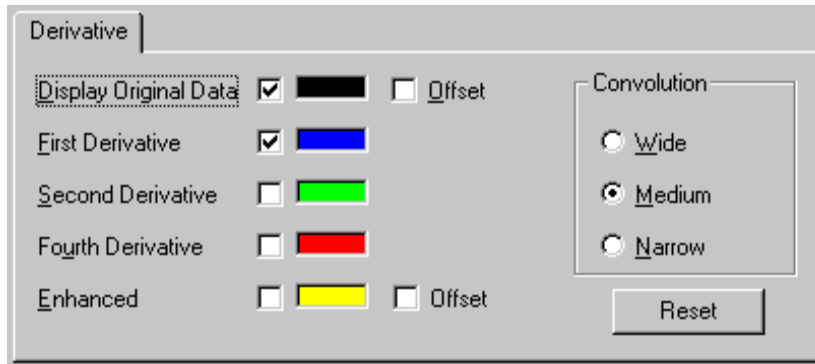 Derivative
Display Original Data
Offset
First Derivative
Second Derivative
Fourth Derivative
Enhanced
Offset
Convolution
Wide
Medium
Narrow
Reset